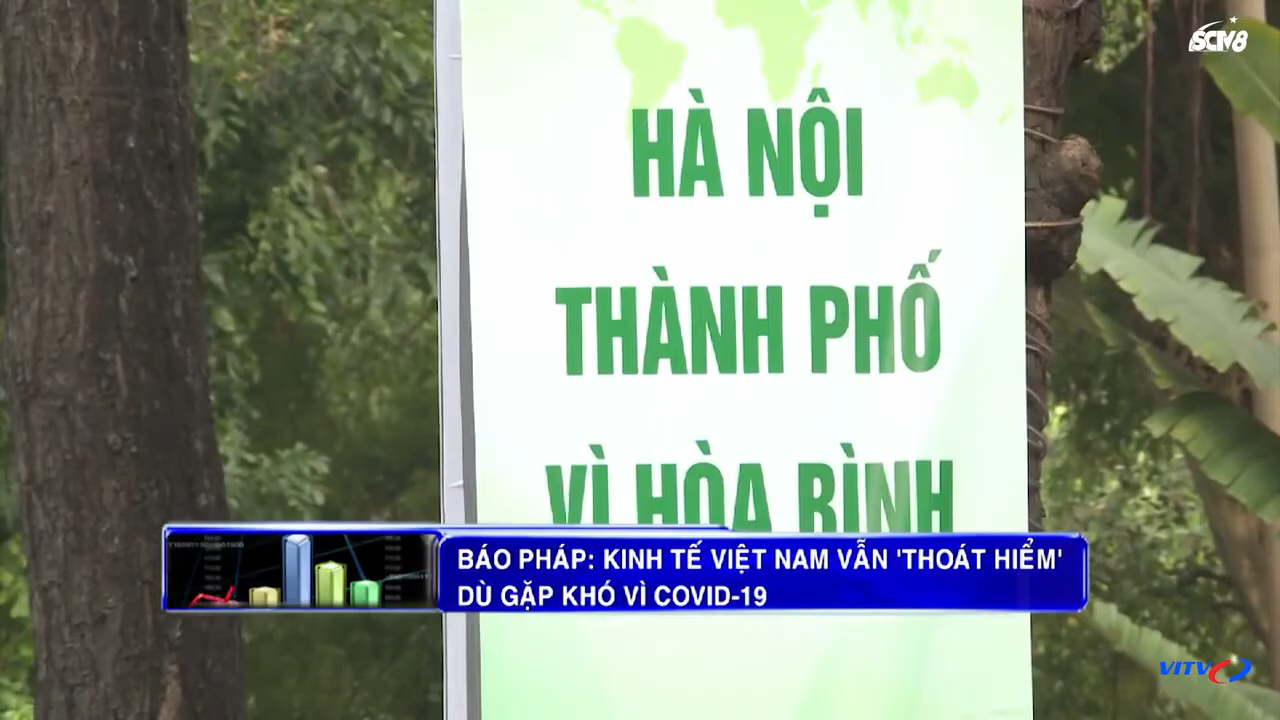 SCTV8
HÀ NỘI
THÀNH PHỐ
VÌ HÒA BÌNH
BÁO PHÁP: KINH TẾ VIỆT NAM VẪN 'THOÁT HIỂM'
DÙ GẶP KHÓ VÌ COVID-19
VITV